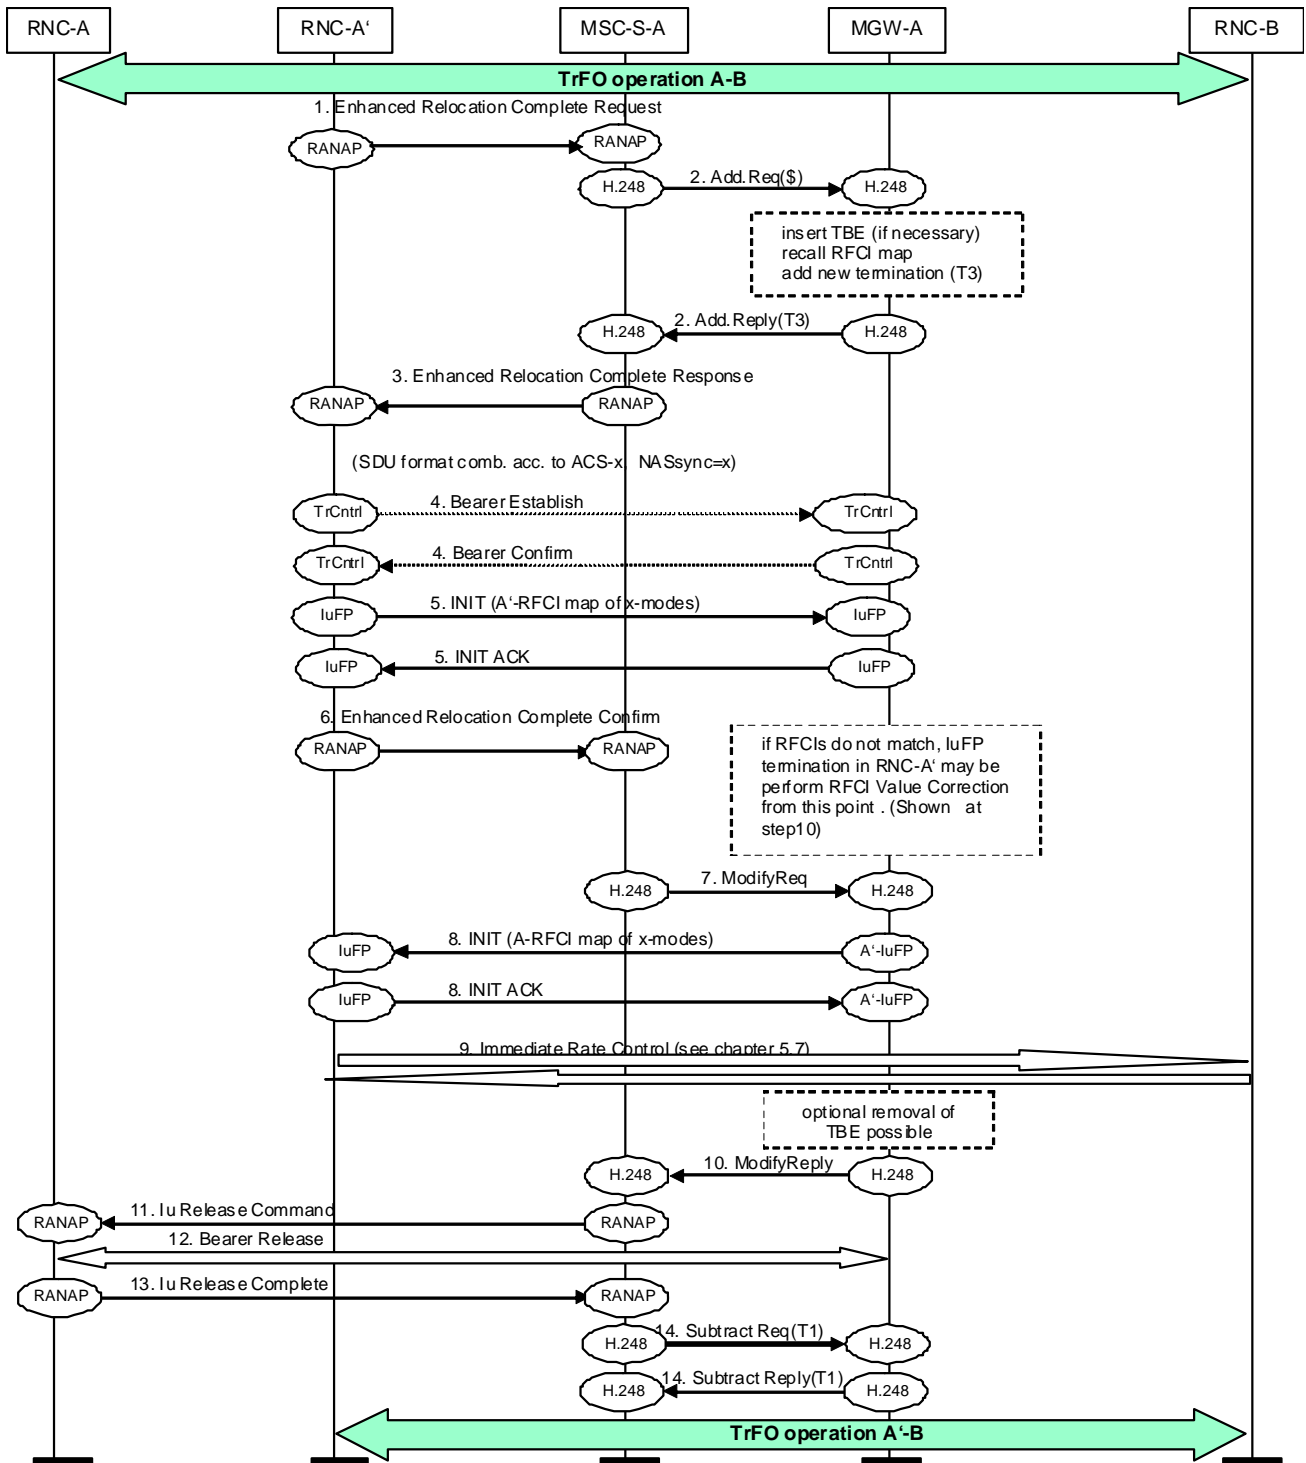 RNC-A
RNC-A‘
MSC-S-A
MGW-A
RNC-B
TrFO operation A-B
1. Enhanced Relocation Complete Request
RANAP
RANAP
H.248
2. Add.Req($)
H.248
insert TBE (if necessary)
recall RFCI map
add new termination (T3)
H.248
2. Add.Reply(T3)
H.248
3. Enhanced Relocation Complete Response
RANAP
RANAP
(SDU format comb. acc. to ACS-x, NASsync=x)
TrCntrl
4. Bearer Establish
TrCntrl
TrCntrl
4. Bearer Confirm
TrCntrl
IuFP
5. INIT (A‘-RFCI map of x-modes)
IuFP
IuFP
5. INIT ACK
IuFP
6. Enhanced Relocation Complete Confirm
RANAP
RANAP
if RFCIs do not match, IuFP
termination in RNC-A‘ may be
perform RFCI Value Correction
from this point . (Shown at
step10)
H.248
7. ModifyReq
H.248
IuFP
8. INIT (A-RFCI map of x-modes)
A‘-IuFP
IuFP
8. INIT ACK
A‘-IuFP
9. Immediate Rate Control (see chapter 5.7)
optional removal of
TBE possible
H.248
10. ModifyReply
H.248
RANAP
11. Iu Release Command
RANAP
12. Bearer Release
RANAP
13. Iu Release Complete
RANAP
H.248
14. Subtract Req(T1)
H.248
H.248
14. Subtract Reply(T1)
H.248
TrFO operation A‘-B